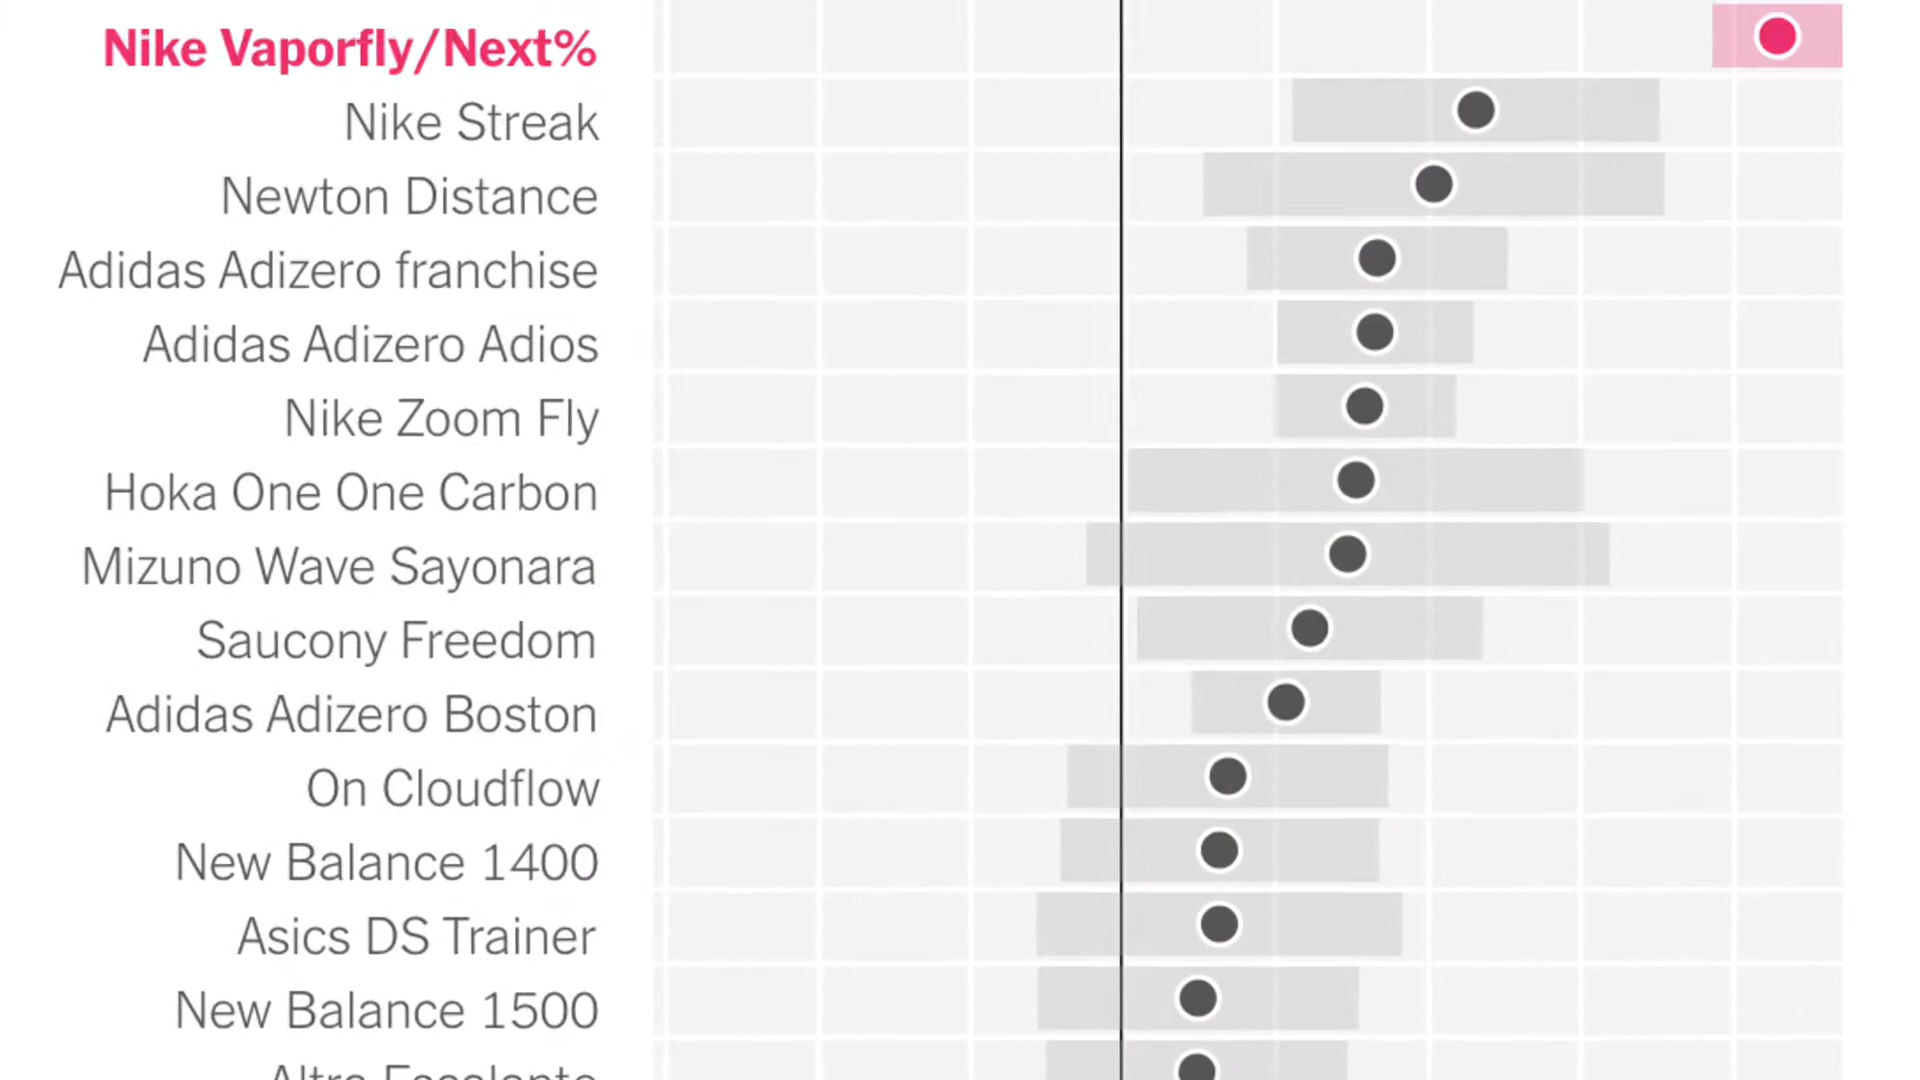 Nike Vaporfly/Next%
Nike Streak
Newton Distance
Adidas Adizero franchise
Adidas Adizero Adios
Nike Zoom Fly
Hoka One One Carbon
Mizuno Wave Sayonara
Saucony Freedom
Adidas Adizero Boston
On Cloudflow
New Balance 1400
Asics DS Trainer
New Balance 1500
Altra Escalante